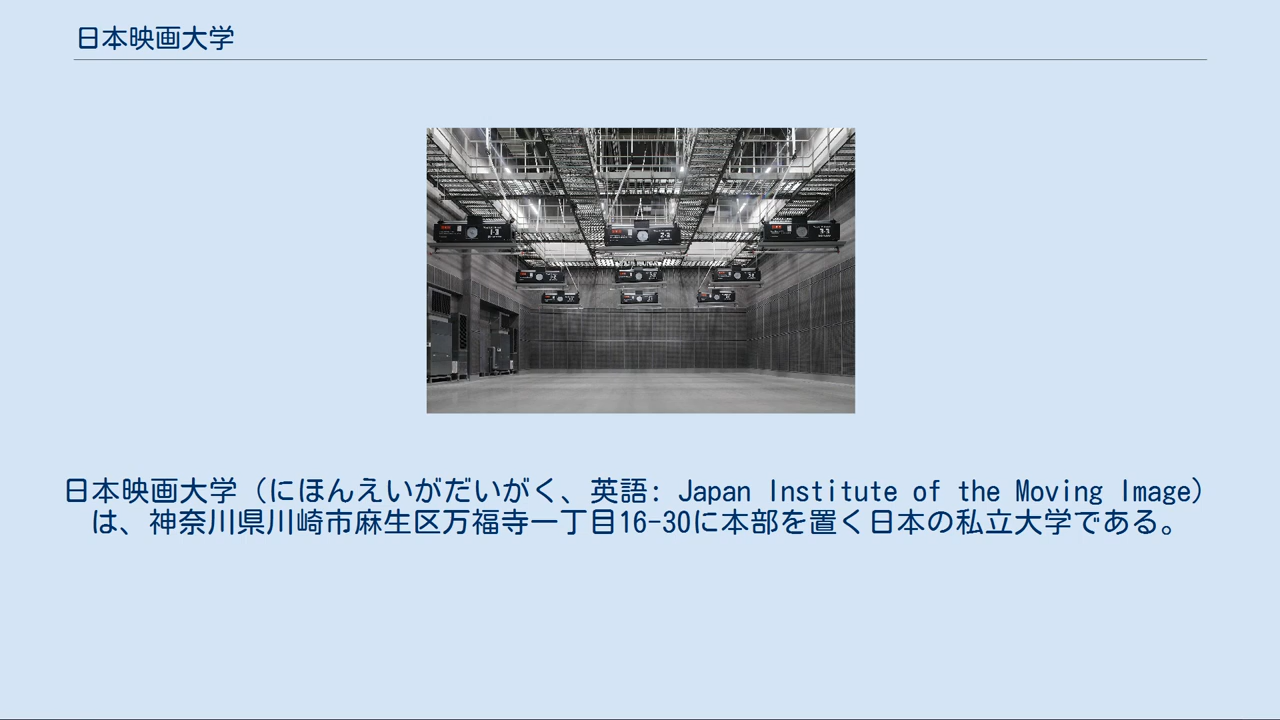 日本映画大学
日本映画大学（にほんえいがだいがく、英語: Japan Institute of the Moving Image）
は、神奈川県川崎市麻生区万福寺一丁目16-30に本部を置く日本の私立大学である。